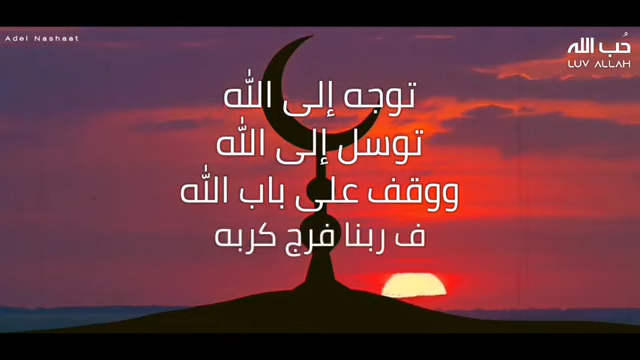 Adel Nashaat
حُب الله
LUV ALLAH
توجه إلى الله
توسل إلى الله
ووقف على باب الله
ف ربنا فرج كربه